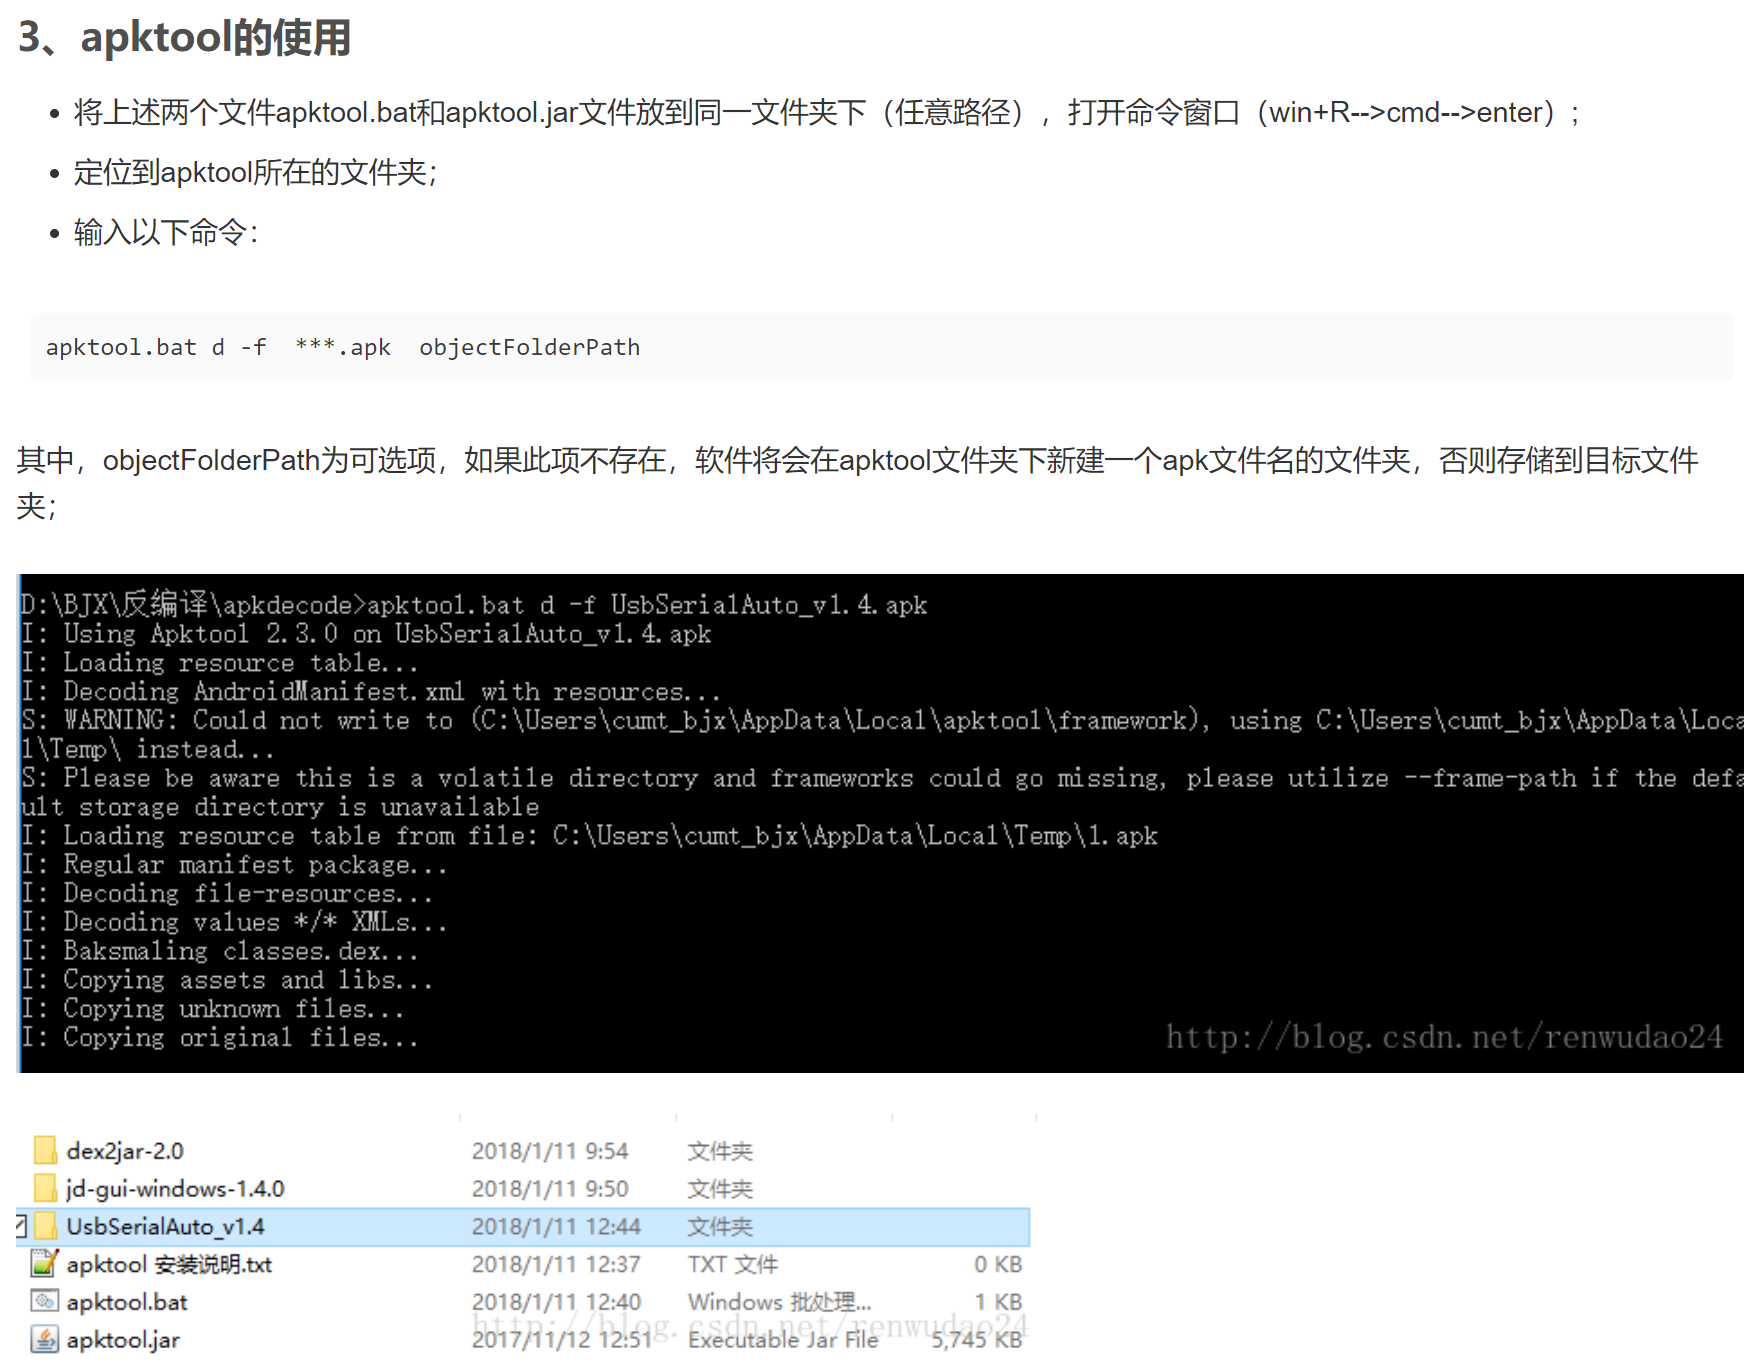 3、apktool的使用
将上述两个文件apktool.bat和apktool.jar文件放到同一文件夹下（任意路径），打开命令窗口（win+R-->cmd-->enter）;
定位到apktool所在的文件夹;
输入以下命令：
apktool.bat d -f  ***.apk  objectFolderPath
其中，objectFolderPath为可选项，如果此项不存在，软件将会在apktool文件夹下新建一个apk文件名的文件夹，否则存储到目标文件
夹;
D:\BJX\反编译\apkdecode>apktool.bat d -f UsbSerialAuto_v1.4.apk
I: Using Apktool 2.3.0 on UsbSerialAuto_v1.4.apk
I: Loading resource table...
I: Decoding AndroidManifest.xml with resources...
S: WARNING: Could not write to (C:\Users\cumt_bjx\AppData\Local\apktool\framework), using C:\Users\cumt_bjx\AppData\Loca
l\Temp\ instead...
S: Please be aware this is a volatile directory and frameworks could go missing, please utilize --frame-path if the defa
ult storage directory is unavailable
I: Loading resource table from file: C:\Users\cumt_bjx\AppData\Local\Temp\1.apk
I: Regular manifest package...
I: Decoding file-resources...
I: Decoding values */* XMLs...
I: Baksmaling classes.dex...
I: Copying assets and libs...
I: Copying unknown files...
I: Copying original files...
http://blog.csdn.net/renwudao24
dex2jar-2.0 2018/1/11 9:54 文件夹
jd-gui-windows-1.4.0 2018/1/11 9:50 文件夹
UsbSerialAuto_v1.4 2018/1/11 12:44 文件夹
apktool 安装说明.txt 2018/1/11 12:37 TXT 文件 0 KB
apktool.bat 2018/1/11 12:40 Windows 批处理... 1 KB
http://blog.csdn.net/renwudao24
apktool.jar 2017/11/12 12:51 Executable Jar File 5,745 KB